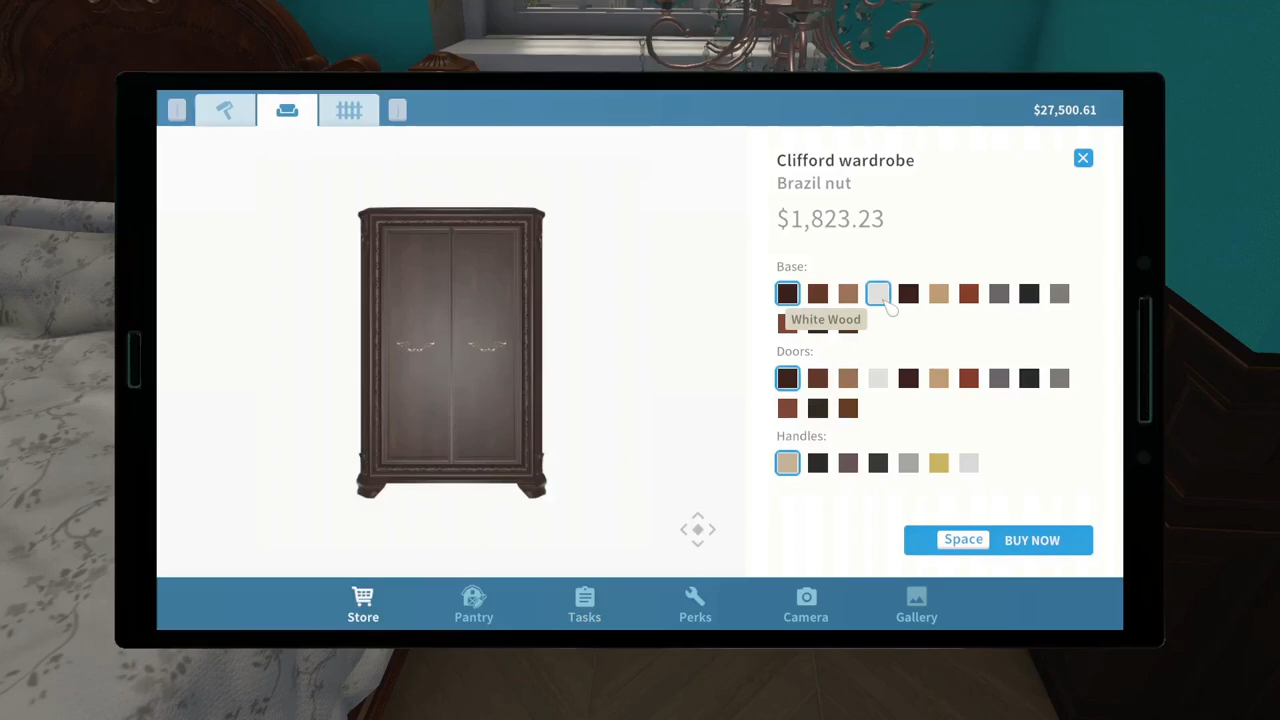 $27,500.61
Clifford wardrobe
Brazil nut
$1,823.23
Base:
White Wood
Doors:
Handles:
Space BUY NOW
Store Pantry Tasks Perks Camera Gallery